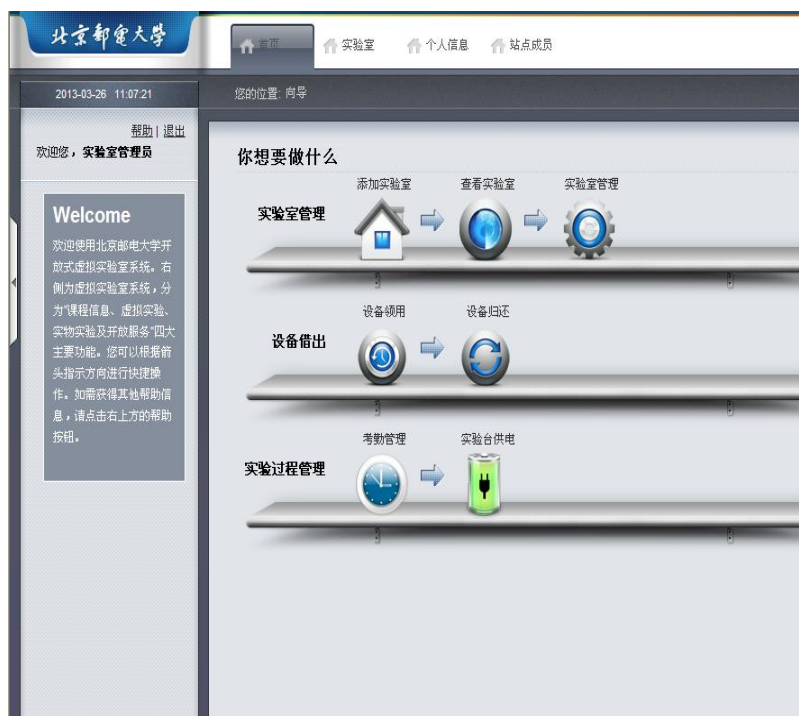 北京邮电大学
首页
实验室
个人信息
站点成员
2013-03-26 11:07:21
您的位置: 向导
帮助 | 退出
欢迎您，实验室管理员
Welcome
欢迎使用北京邮电大学开
放式虚拟实验室系统。右
侧为虚拟实验室系统，分
为“课程信息、虚拟实验、
实物实验及开放服务”四大
主要功能。您可以根据箭
头指示方向进行快捷操
作。如需获得其他帮助信
息，请点击右上方的帮助
按钮。
你想要做什么
实验室管理
添加实验室
查看实验室
实验室管理
设备借出
设备领用
设备归还
实验过程管理
考勤管理
实验台供电